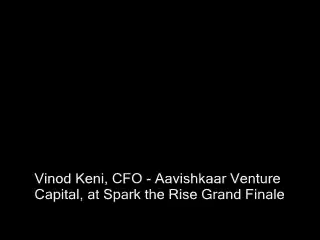 Vinod Keni, CFO - Aavishkaar Venture
Capital, at Spark the Rise Grand Finale